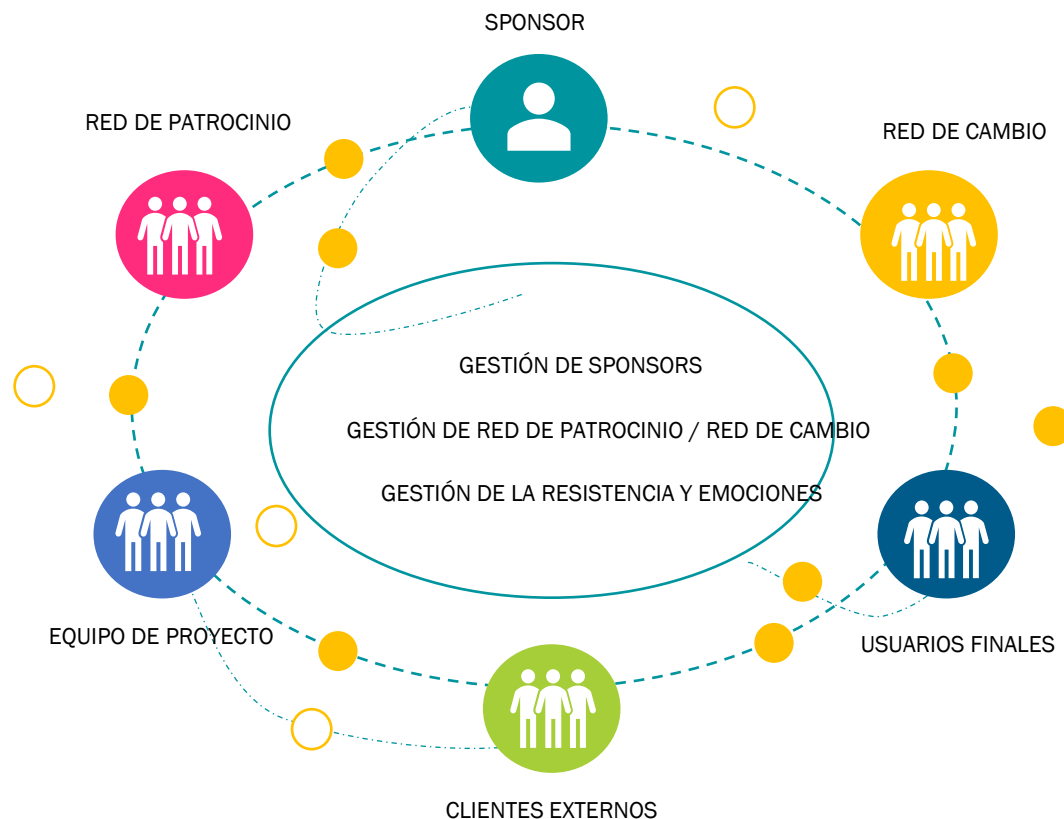 SPONSOR
RED DE PATROCINIO
RED DE CAMBIO
GESTIÓN DE SPONSORS
GESTIÓN DE RED DE PATROCINIO / RED DE CAMBIO
GESTIÓN DE LA RESISTENCIA Y EMOCIONES
EQUIPO DE PROYECTO
USUARIOS FINALES
CLIENTES EXTERNOS